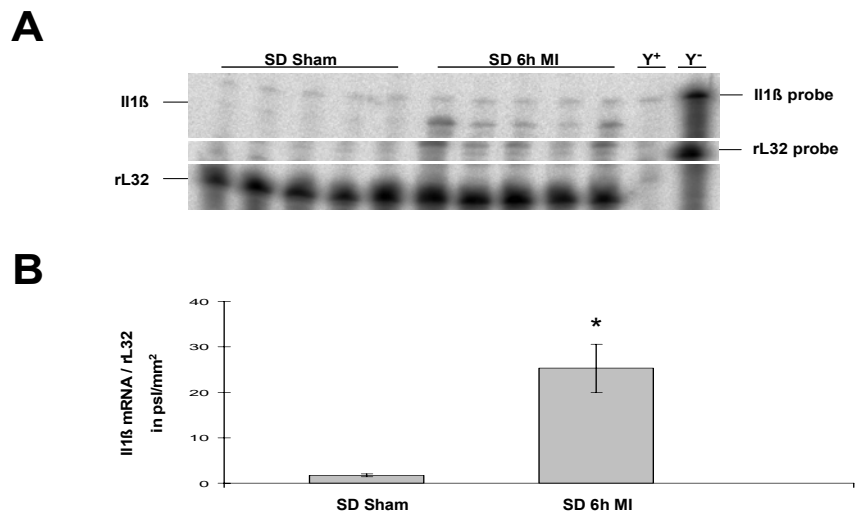 A
SD Sham SD 6h MI Y+ Y-
Il1ß
Il1ß probe
rL32 probe
rL32
B
Il1ß mRNA / rL32
in psl/mm²
40
30
20
10
0
*
SD Sham SD 6h MI